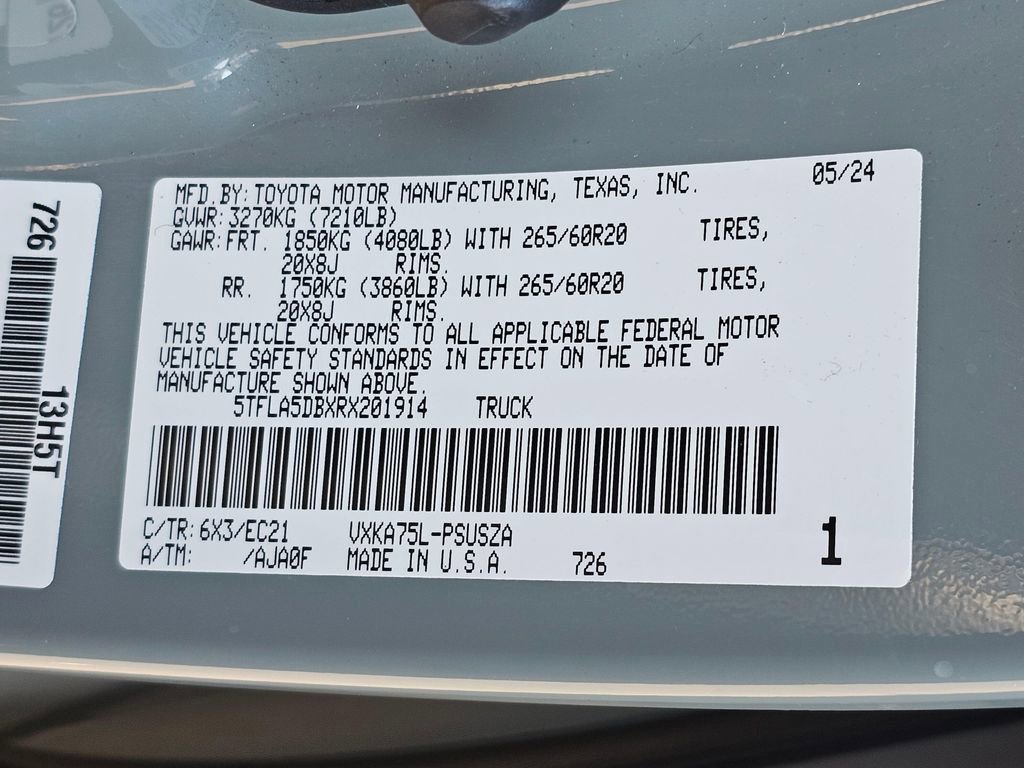 MFD.BY: TOYOTA MOTOR MANUFACTURING, TEXAS, INC. 05/24
GVWR: 3270KG (7210LB)
GAWR: FRT. 1850KG (4080LB) WITH 265/60R20 TIRES,
20X8J RIMS.
RR. 1750KG (3860LB) WITH 265/60R20 TIRES,
20X8J RIMS.
THIS VEHICLE CONFORMS TO ALL APPLICABLE FEDERAL MOTOR
VEHICLE SAFETY STANDARDS IN EFFECT ON THE DATE OF
MANUFACTURE SHOWN ABOVE.
5TFLA5DBXRX201914 TRUCK
C/TR: 6X3/EC21 VXKA75L-PSUSZA
A/TM: /AJA0F MADE IN U.S.A. 726
1
726
13H5T